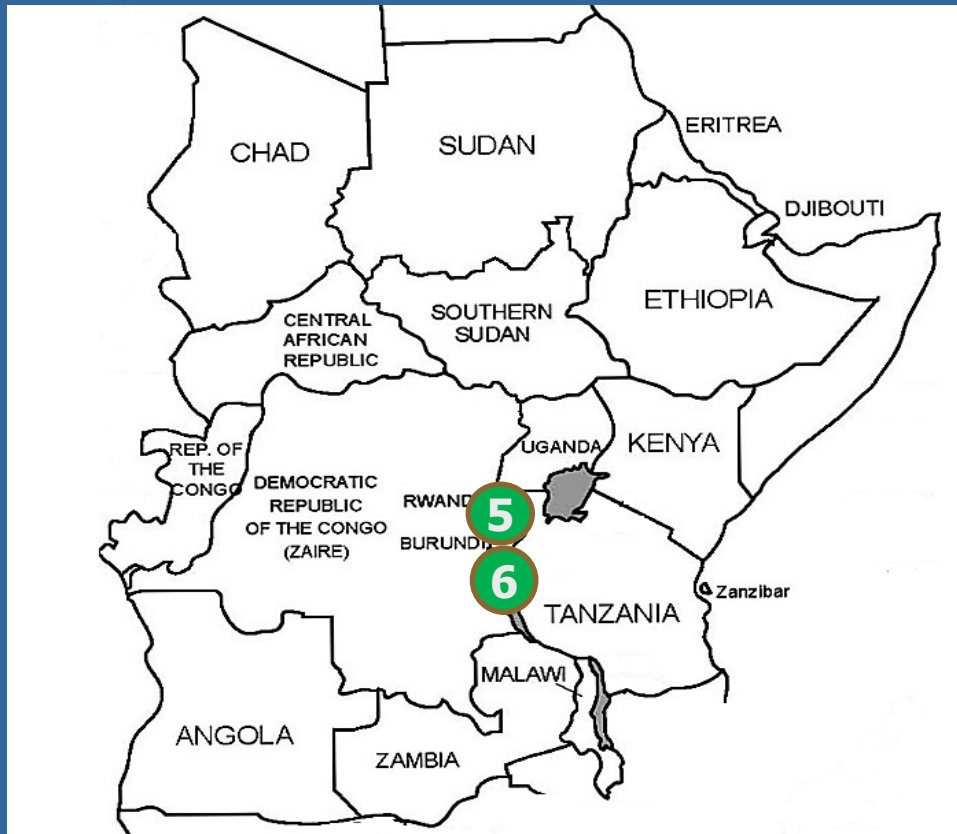 CHAD
SUDAN
ERITREA
DJIBOUTI
ETHIOPIA
SOUTHERN
SUDAN
CENTRAL
AFRICAN
REPUBLIC
UGANDA
KENYA
REP. OF
THE
CONGO
DEMOCRATIC
REPUBLIC
OF THE CONGO
(ZAIRE)
RWAND
5
BURUNDI
6
TANZANIA
Zanzibar
MALAWI
ANGOLA
ZAMBIA